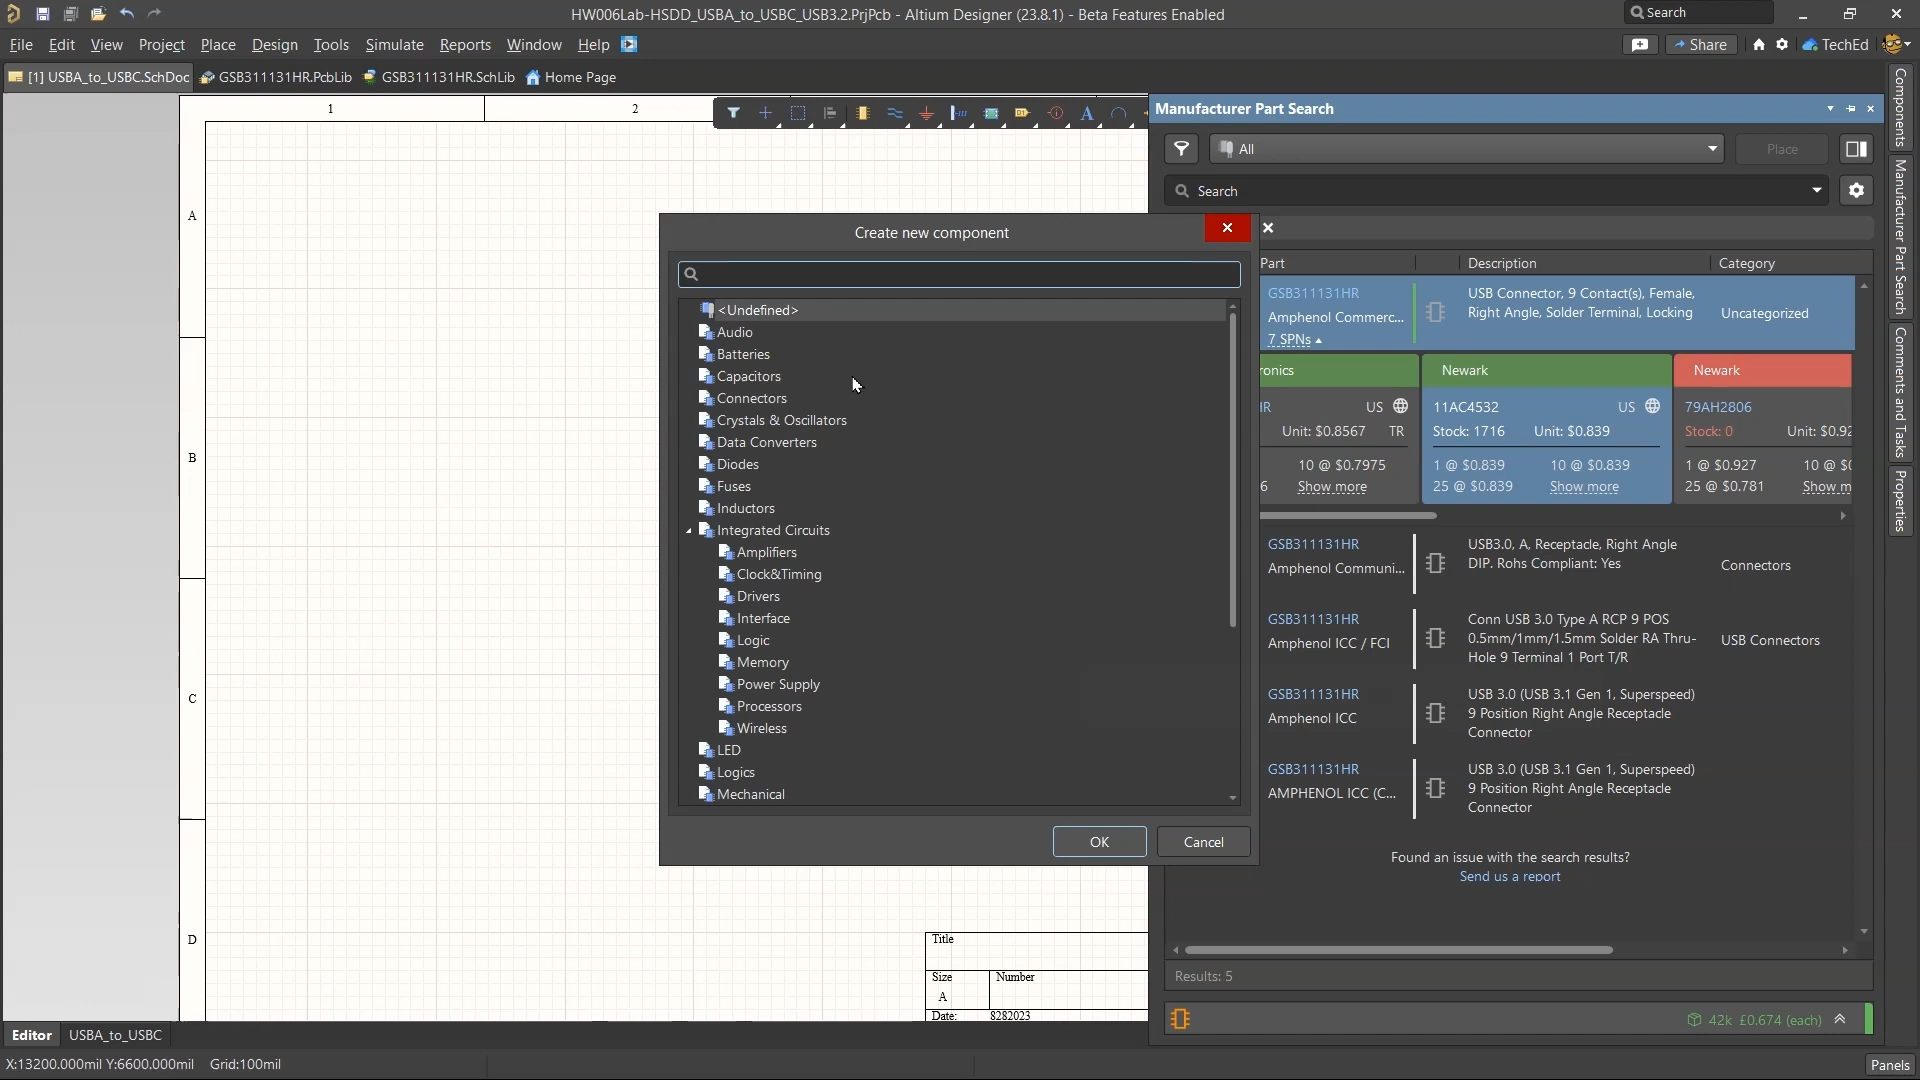 HW006Lab-HSDD_USBA_to_USBC_USB3.2.PrjPcb - Altium Designer (23.8.1) - Beta Features Enabled
Search
File Edit View Project Place Design Tools Simulate Reports Window Help
Share
TechEd
[1] USBA_to_USBC.SchDoc
GSB311131HR.PcbLib
GSB311131HR.SchLib
Home Page
1
2
A
B
C
D
Title
Size
A
Number
Date:
8282023
Manufacturer Part Search
All
Place
Search
Part
Description
Category
GSB311131HR
Amphenol Commerc...
7 SPNs
USB Connector, 9 Contact(s), Female,
Right Angle, Solder Terminal, Locking
Uncategorized
ronics
IR
US
Unit: $0.8567
TR
10 @ $0.7975
6
Show more
Newark
11AC4532
US
Stock: 1716
Unit: $0.839
1 @ $0.839
10 @ $0.839
25 @ $0.839
Show more
Newark
79AH2806
Stock: 0
Unit: $0.92
1 @ $0.927
10 @ $(
25 @ $0.781
Show m
GSB311131HR
Amphenol Communi...
USB3.0, A, Receptacle, Right Angle
DIP. Rohs Compliant: Yes
Connectors
GSB311131HR
Amphenol ICC / FCI
Conn USB 3.0 Type A RCP 9 POS
0.5mm/1mm/1.5mm Solder RA Thru-
Hole 9 Terminal 1 Port T/R
USB Connectors
GSB311131HR
Amphenol ICC
USB 3.0 (USB 3.1 Gen 1, Superspeed)
9 Position Right Angle Receptacle
Connector
GSB311131HR
AMPHENOL ICC (C...
USB 3.0 (USB 3.1 Gen 1, Superspeed)
9 Position Right Angle Receptacle
Connector
Found an issue with the search results?
Send us a report
Results: 5
42k £0.674 (each)
Components
Manufacturer Part Search
Comments and Tasks
Properties
Create new component
<Undefined>
Audio
Batteries
Capacitors
Connectors
Crystals & Oscillators
Data Converters
Diodes
Fuses
Inductors
Integrated Circuits
Amplifiers
Clock&Timing
Drivers
Interface
Logic
Memory
Power Supply
Processors
Wireless
LED
Logics
Mechanical
OK
Cancel
Editor
USBA_to_USBC
X:13200.000mil Y:6600.000mil Grid:100mil
Panels